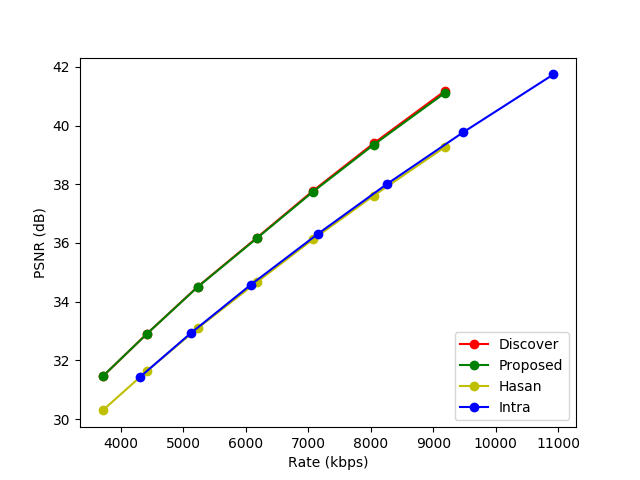 42
40
38
36
34
32
30
PSNR (dB)
4000 5000 6000 7000 8000 9000 10000 11000
Rate (kbps)
Discover
Proposed
Hasan
Intra